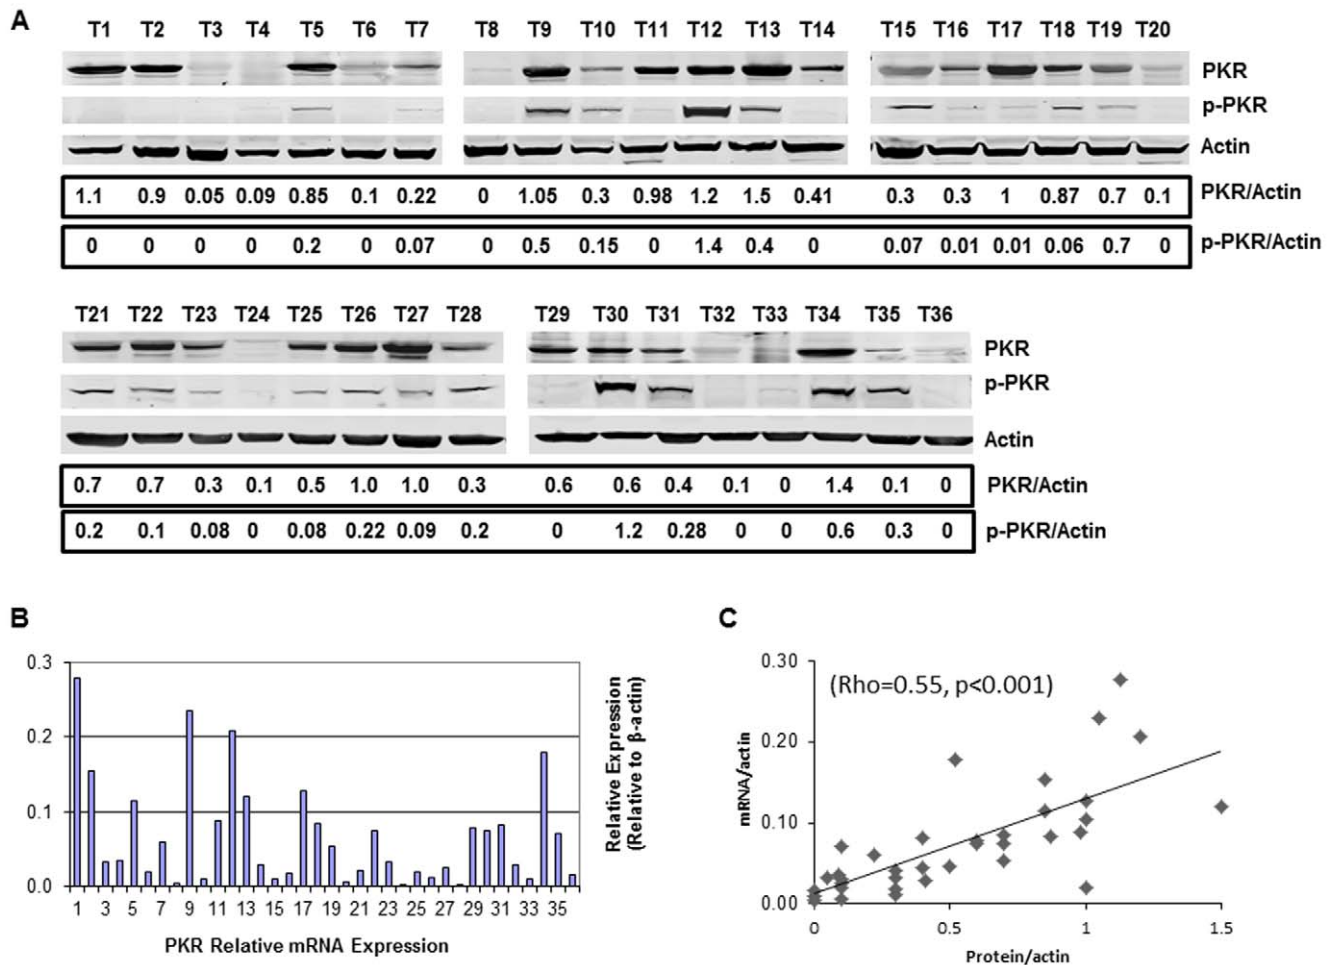 A
T1 T2 T3 T4 T5 T6 T7 T8 T9 T10 T11 T12 T13 T14 T15 T16 T17 T18 T19 T20
PKR
p-PKR
Actin
1.1 0.9 0.05 0.09 0.85 0.1 0.22 0 1.05 0.3 0.98 1.2 1.5 0.41 0.3 0.3 1 0.87 0.7 0.1 PKR/Actin
0 0 0 0 0.2 0 0.07 0 0.5 0.15 0 1.4 0.4 0 0.07 0.01 0.01 0.06 0.7 0 p-PKR/Actin
T21 T22 T23 T24 T25 T26 T27 T28 T29 T30 T31 T32 T33 T34 T35 T36
PKR
p-PKR
Actin
0.7 0.7 0.3 0.1 0.5 1.0 1.0 0.3 0.6 0.6 0.4 0.1 0 1.4 0.1 0 PKR/Actin
0.2 0.1 0.08 0 0.08 0.22 0.09 0.2 0 1.2 0.28 0 0 0.6 0.3 0 p-PKR/Actin
B
0.3
0.2
0.1
0.0
1 3 5 7 9 11 13 15 17 19 21 23 25 27 29 31 33 35
PKR Relative mRNA Expression
Relative Expression
(Relative to β-actin)
C
(Rho=0.55, p<0.001)
mRNA/actin
0.30
0.20
0.10
0.00
0 0.5 1 1.5
Protein/actin